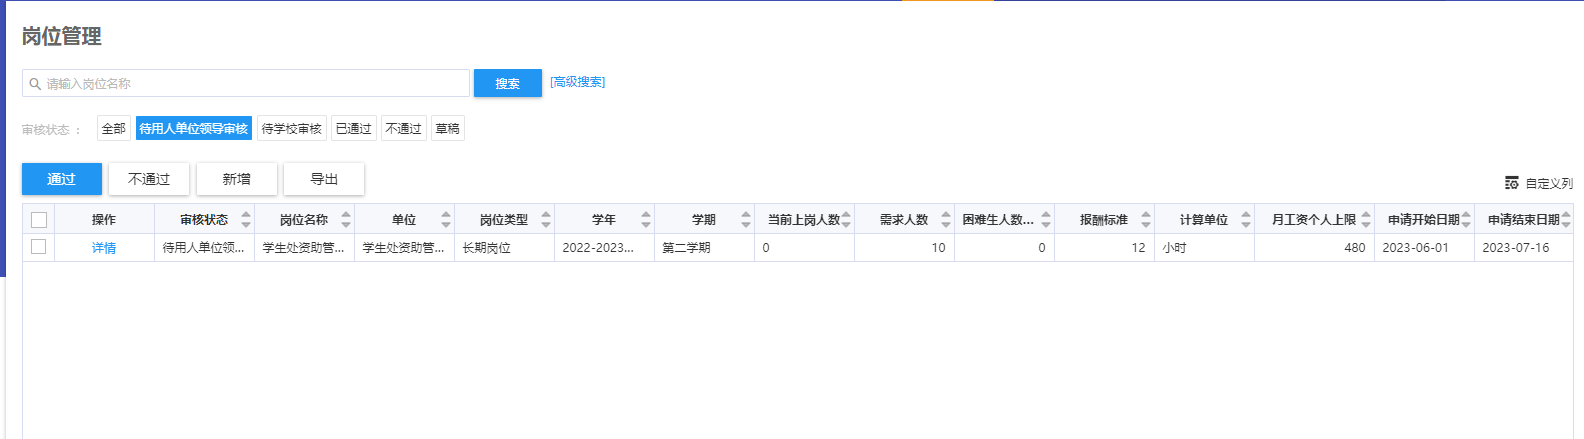 岗位管理
请输入岗位名称 搜索 [高级搜索]
审核状态 ： 全部 待用人单位领导审核 待学校审核 已通过 不通过 草稿
通过 不通过 新增 导出 自定义列
操作 审核状态 岗位名称 单位 岗位类型 学年 学期 当前上岗人数 需求人数 困难生人数... 报酬标准 计算单位 月工资个人上限 申请开始日期 申请结束日期
详情 待用人单位领... 学生处资助管... 学生处资助管... 长期岗位 2022-2023... 第二学期 0 10 0 12 小时 480 2023-06-01 2023-07-16